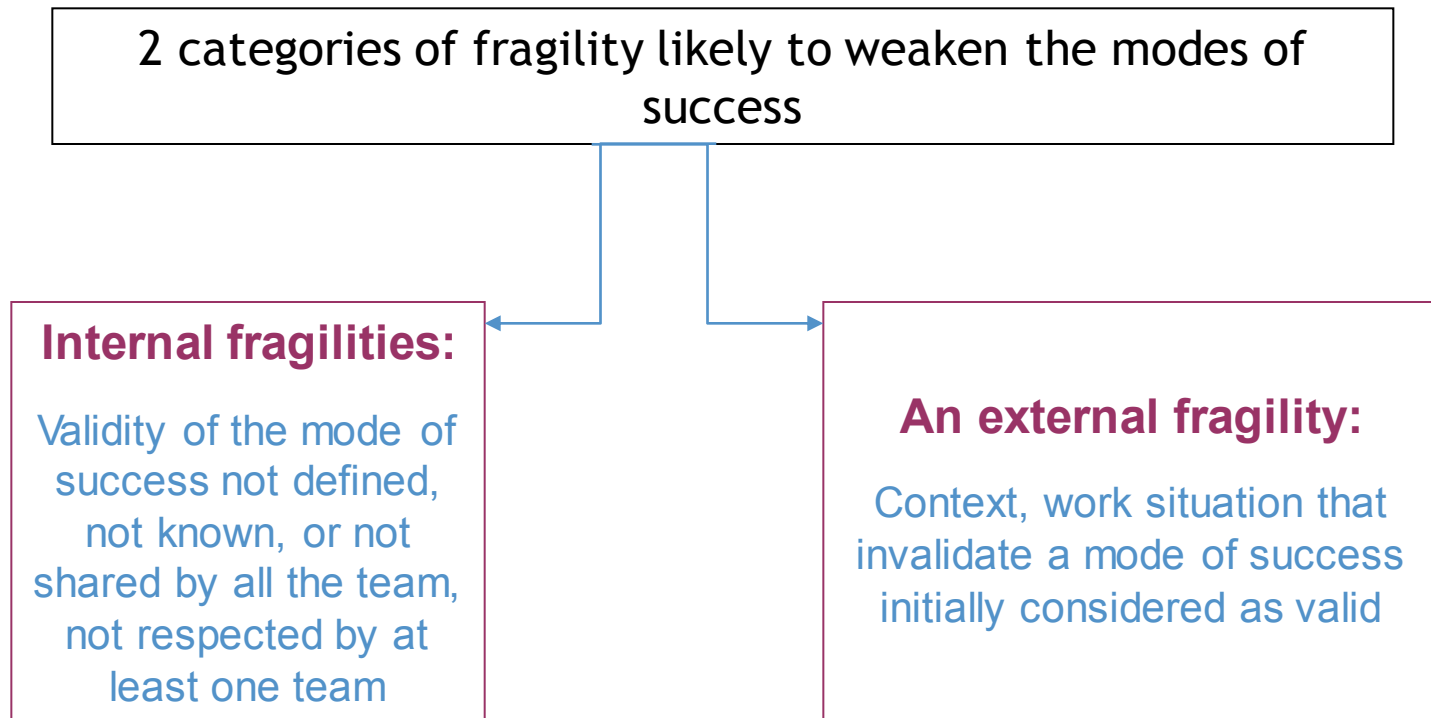 2 categories of fragility likely to weaken the modes of
success
Internal fragilities:
Validity of the mode of
success not defined,
not known, or not
shared by all the team,
not respected by at
least one team
An external fragility:
Context, work situation that
invalidate a mode of success
initially considered as valid